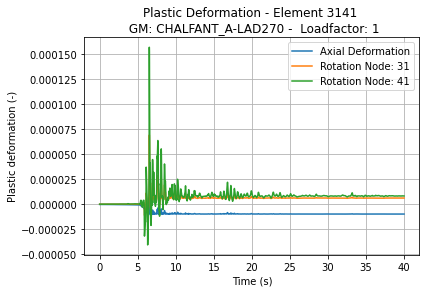 Plastic Deformation - Element 3141
GM: CHALFANT_A-LAD270 -  Loadfactor: 1
Axial Deformation
Rotation Node: 31
Rotation Node: 41
Plastic deformation (-)
0.000150
0.000125
0.000100
0.000075
0.000050
0.000025
0.000000
−0.000025
−0.000050
0 5 10 15 20 25 30 35 40
Time (s)